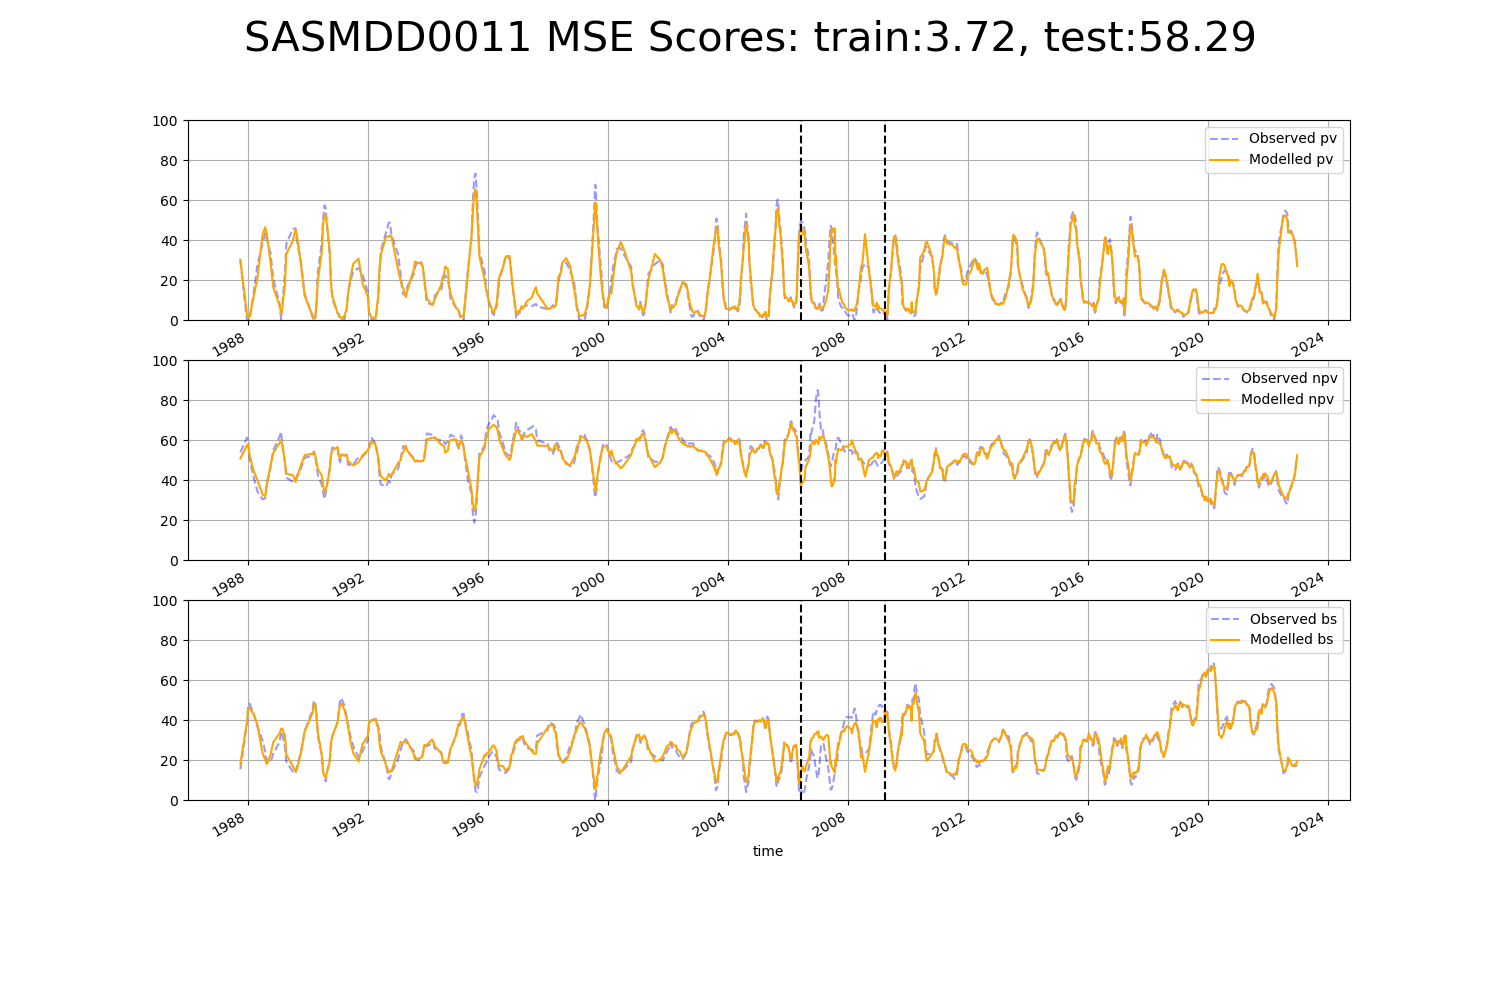 SASMDD0011 MSE Scores: train:3.72, test:58.29
100
80
60
40
20
0
Observed pv
Modelled pv
1988 1992 1996 2000 2004 2008 2012 2016 2020 2024
100
80
60
40
20
0
Observed npv
Modelled npv
1988 1992 1996 2000 2004 2008 2012 2016 2020 2024
100
80
60
40
20
0
Observed bs
Modelled bs
1988 1992 1996 2000 2004 2008 2012 2016 2020 2024
time